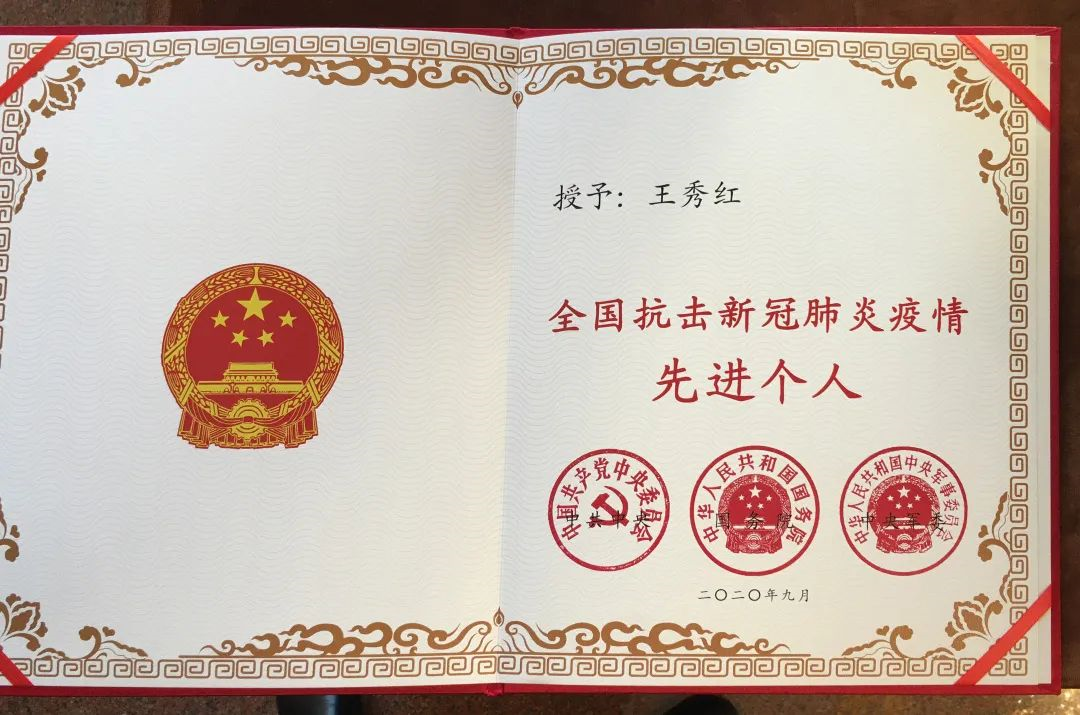 授予：王秀红
全国抗击新冠肺炎疫情
先进个人
中国共产党中央委员会
中共中央
中华人民共和国国务院
国务院
中华人民共和国中央军事委员会
中央军委
二〇二〇年九月